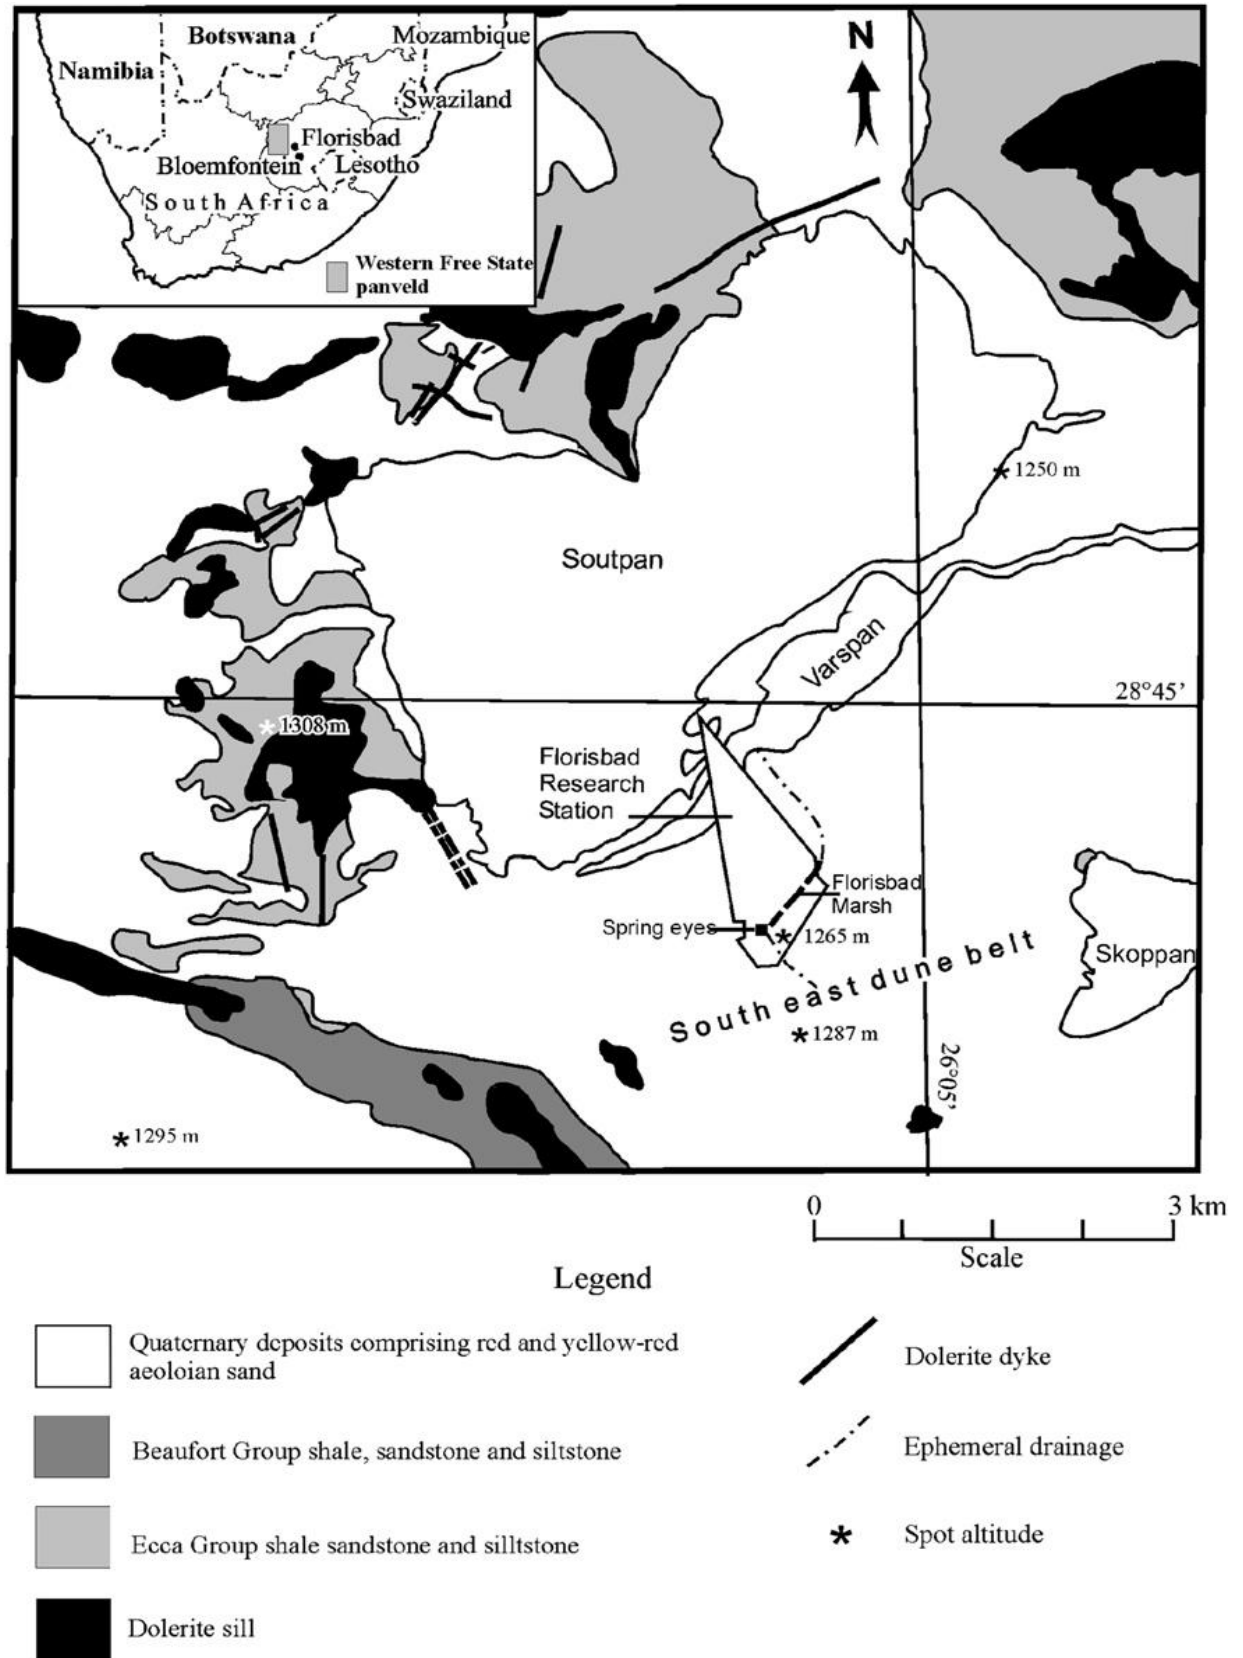 Botswana
Mozambique
Namibia
Swaziland
Florisbad
Bloemfontein
Lesotho
South Africa
Western Free State
panveld
N
1250 m
Soutpan
Varspan
28°45'
1308 m
Florisbad
Research
Station
Florisbad
Marsh
Spring eyes
1265 m
South east dune belt
Skoppan
1287 m
26°05'
1295 m
0
3 km
Scale
Legend
Quaternary deposits comprising red and yellow-red
aeoloian sand
Dolerite dyke
Beaufort Group shale, sandstone and siltstone
Ephemeral drainage
Ecca Group shale sandstone and silltstone
Spot altitude
Dolerite sill